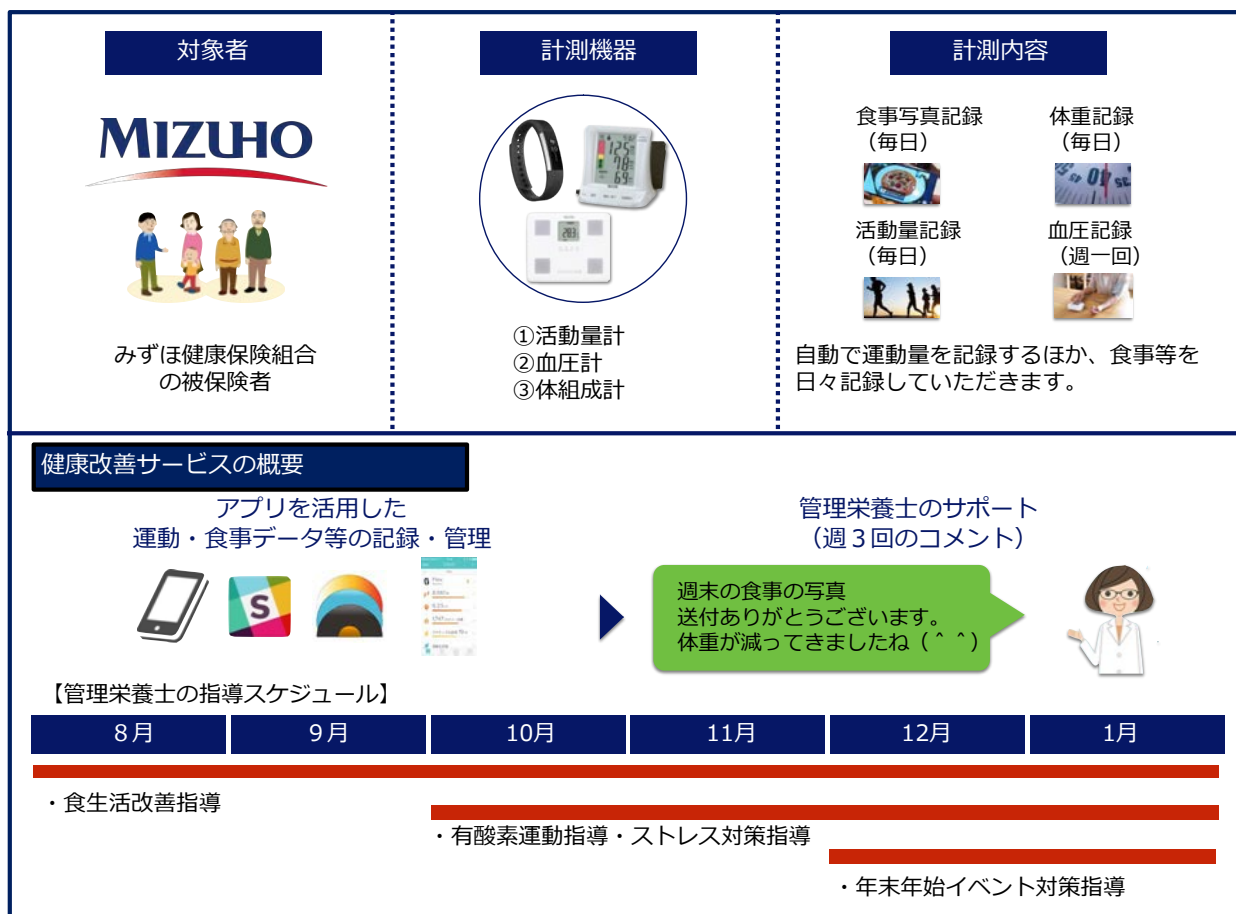 対象者
MIZUHO
みずほ健康保険組合
の被保険者
計測機器
①活動量計
②血圧計
③体組成計
計測内容
食事写真記録
（毎日）
体重記録
（毎日）
活動量記録
（毎日）
血圧記録
（週一回）
自動で運動量を記録するほか、食事等を
日々記録していただきます。
健康改善サービスの概要
アプリを活用した
運動・食事データ等の記録・管理
S
管理栄養士のサポート
（週３回のコメント）
週末の食事の写真
送付ありがとうございます。
体重が減ってきましたね（＾＾）
【管理栄養士の指導スケジュール】
８月
９月
10月
11月
12月
1月
・食生活改善指導
・有酸素運動指導・ストレス対策指導
・年末年始イベント対策指導